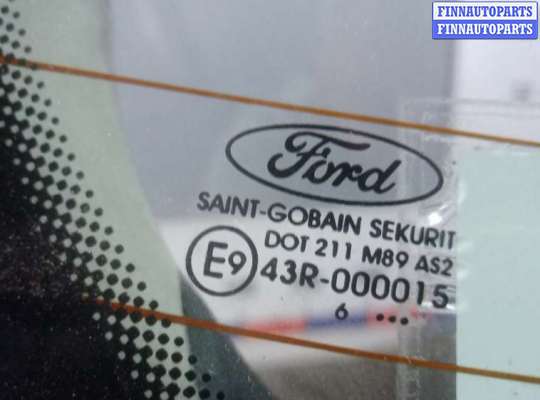 FINNAUTOPARTS
FINNAUTOPARTS
Ford
SAINT-GOBAIN SEKURIT
DOT 211 M89 AS2
E9 43R-000015
6 ...